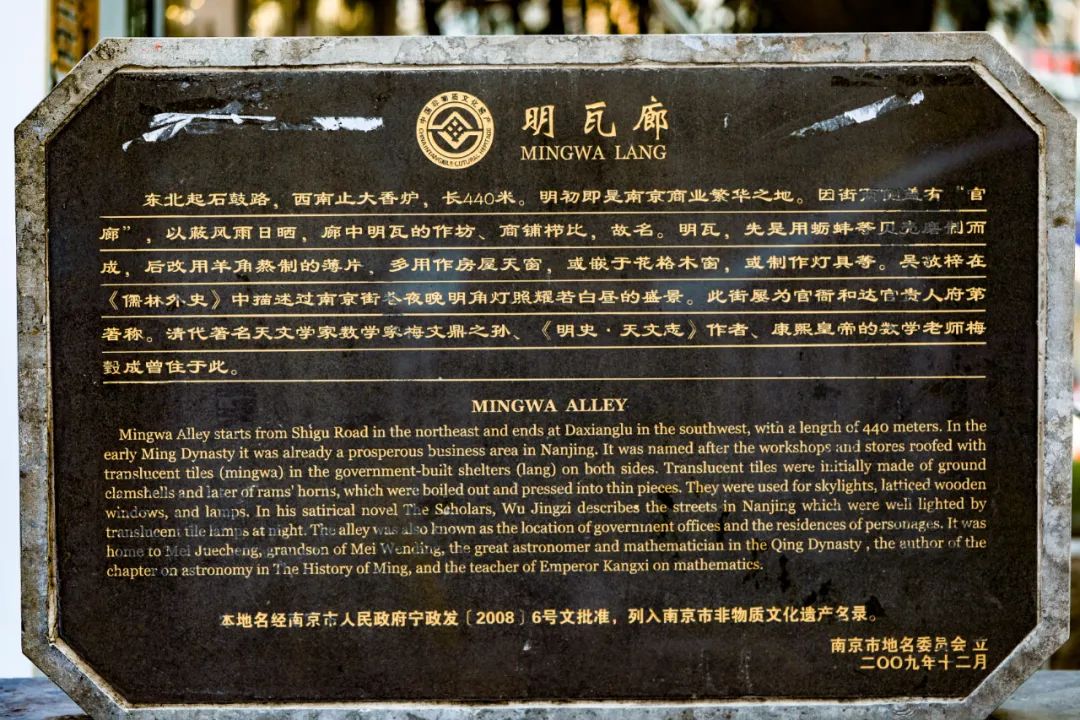 明瓦廊
MINGWA LANG
东北起石鼓路，西南止大香炉，长440米。明初即是南京商业繁华之地。因街两侧盖有“官
廊”，以蔽风雨日晒，廊中明瓦的作坊、商铺栉比，故名。明瓦，先是用蛎蚌等贝壳磨制而
成，后改用羊角蒸制的薄片，多用作房屋天窗，或嵌于花格木窗，或制作灯具等。吴敬梓在
《儒林外史》中描述过南京街巷夜晚明角灯照耀若白昼的盛景。此街屡为官衙和达官贵人府第
著称。清代著名天文学家数学家梅文鼎之孙、《明史·天文志》作者、康熙皇帝的数学老师梅
瑴成曾住于此。
MINGWA ALLEY
Mingwa Alley starts from Shigu Road in the northeast and ends at Daxianglu in the southwest, with a length of 440 meters. In the
early Ming Dynasty it was already a prosperous business area in Nanjing. It was named after the workshops and stores roofed with
translucent tiles (mingwa) in the government-built shelters (lang) on both sides. Translucent tiles were initially made of ground
clamshells and later of rams' horns, which were boiled out and pressed into thin pieces. They were used for skylights, latticed wooden
windows, and lamps. In his satirical novel The Scholars, Wu Jingzi describes the streets in Nanjing which were well lighted by
translucent tile lamps at night. The alley was also known as the location of government offices and the residences of personages. It was
home to Mei Juecheng, grandson of Mei Wending, the great astronomer and mathematician in the Qing Dynasty , the author of the
chapter on astronomy in The History of Ming, and the teacher of Emperor Kangxi on mathematics.
本地名经南京市人民政府宁政发〔2008〕6号文批准，列入南京市非物质文化遗产名录。
南京市地名委员会 立
二〇〇九年十二月